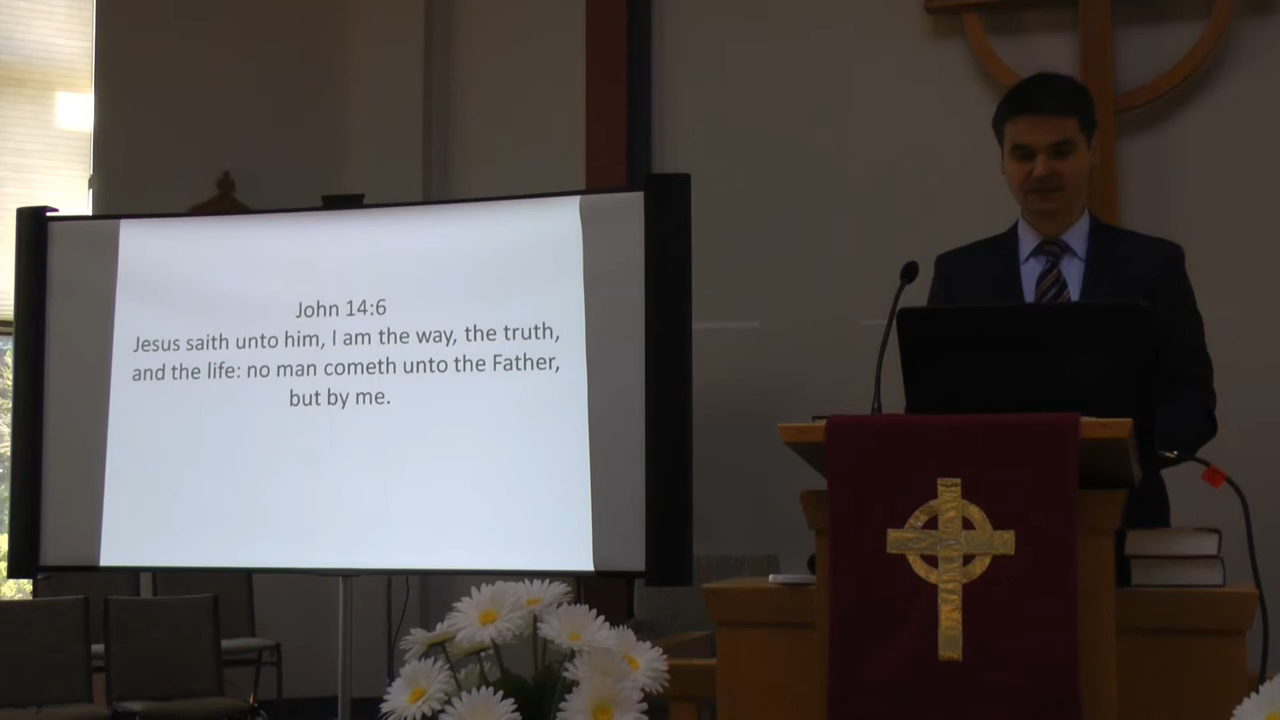 John 14:6
Jesus saith unto him, I am the way, the truth,
and the life: no man cometh unto the Father,
but by me.